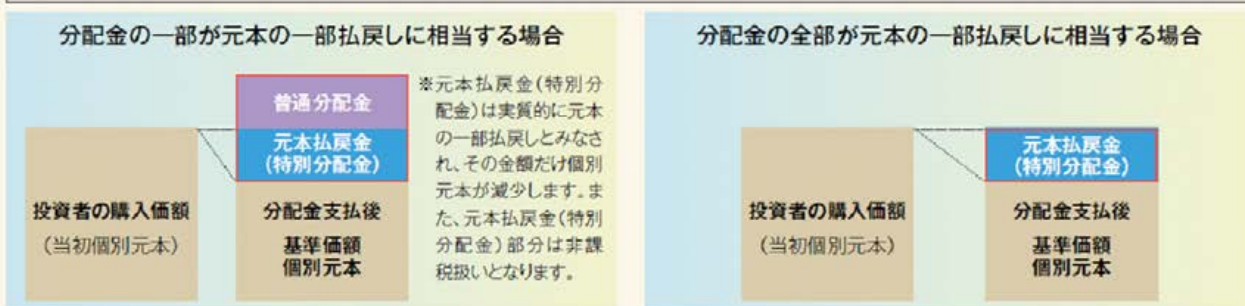 分配金の一部が元本の一部払戻しに相当する場合
普通分配金
元本払戻金
(特別分配金)
投資者の購入価額
(当初個別元本)
分配金支払後
基準価額
個別元本
※元本払戻金(特別分
配金)は実質的に元本
の一部払戻しとみなさ
れ、その金額だけ個別
元本が減少します。ま
た、元本払戻金(特別
分配金)部分は非課
税扱いとなります。
分配金の全部が元本の一部払戻しに相当する場合
元本払戻金
(特別分配金)
投資者の購入価額
(当初個別元本)
分配金支払後
基準価額
個別元本